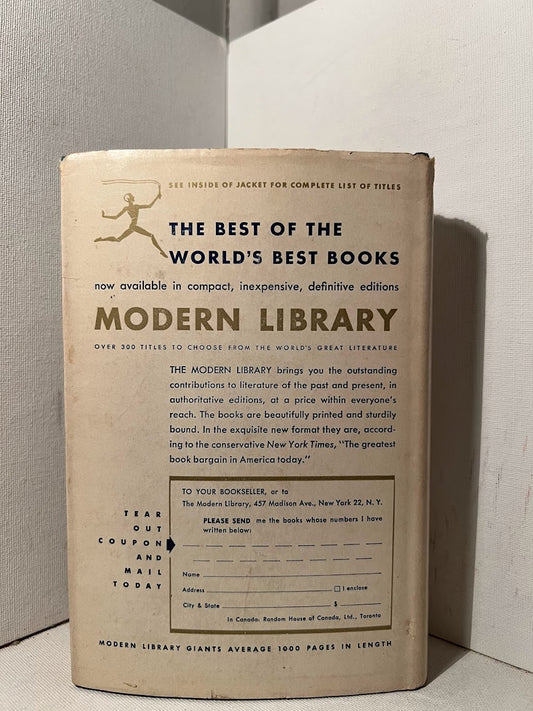 SEE INSIDE OF JACKET FOR COMPLETE LIST OF TITLES
THE BEST OF THE
WORLD'S BEST BOOKS
now available in compact, inexpensive, definitive editions
MODERN LIBRARY
OVER 300 TITLES TO CHOOSE FROM THE WORLD'S GREAT LITERATURE
THE MODERN LIBRARY brings you the outstanding
contributions to literature of the past and present, in
authoritative editions, at a price within everyone's
reach. The books are beautifully printed and sturdily
bound. In the exquisite new format they are, accord-
ing to the conservative New York Times, "The greatest
book bargain in America today."
TEAR
OUT
COUPON
AND
MAIL
TODAY
TO YOUR BOOKSELLER, or to
The Modern Library, 457 Madison Ave., New York 22, N. Y.
PLEASE SEND me the books whose numbers I have
written below:
Name
Address I enclose
City & State $
In Canada: Random House of Canada, Ltd., Toronto
MODERN LIBRARY GIANTS AVERAGE 1000 PAGES IN LENGTH